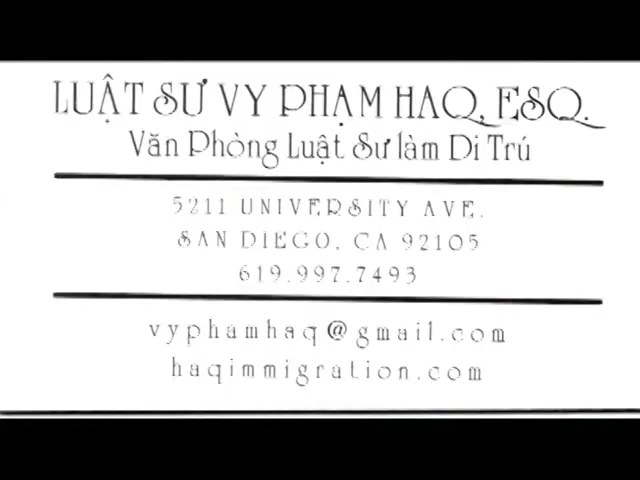 LUẬT SƯ VY PHẠM HAQ, ESQ.
Văn Phòng Luật Sư làm Di Trú
5211 UNIVERSITY AVE.
SAN DIEGO, CA 92105
619.997.7493
vyphamhaq@gmail.com
haqimmigration.com